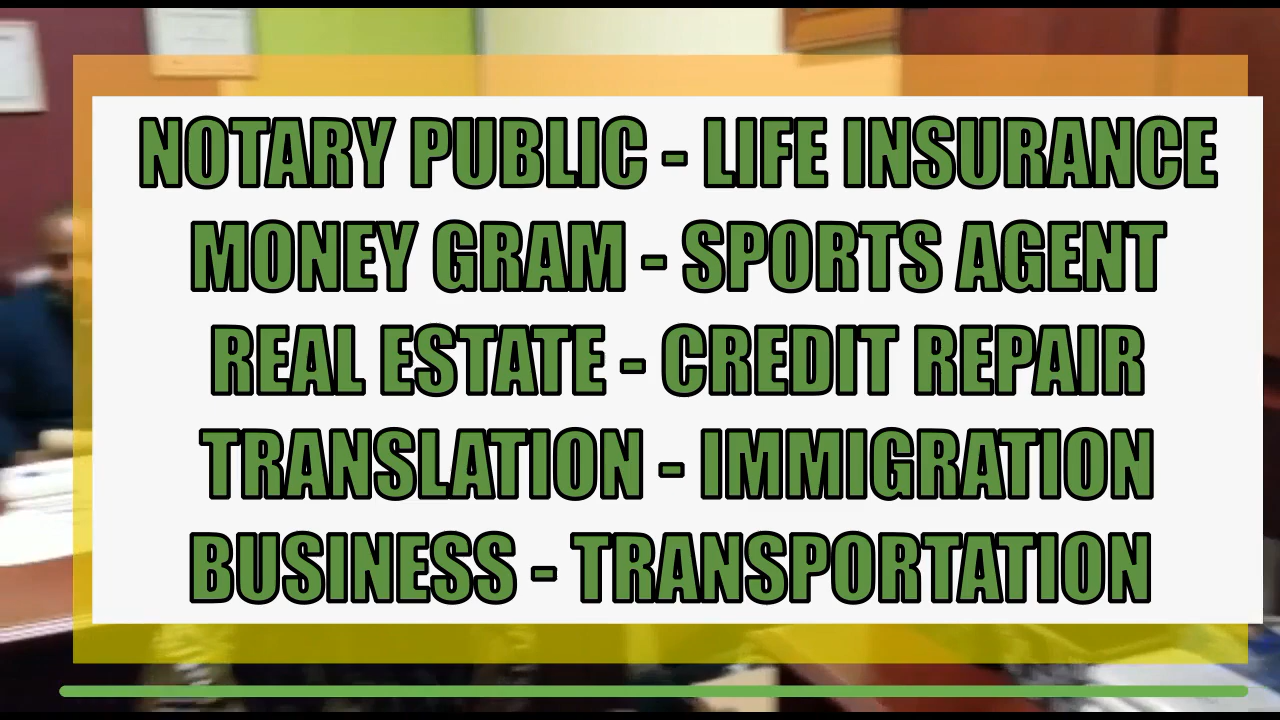 NOTARY PUBLIC - LIFE INSURANCE
MONEY GRAM - SPORTS AGENT
REAL ESTATE - CREDIT REPAIR
TRANSLATION - IMMIGRATION
BUSINESS - TRANSPORTATION